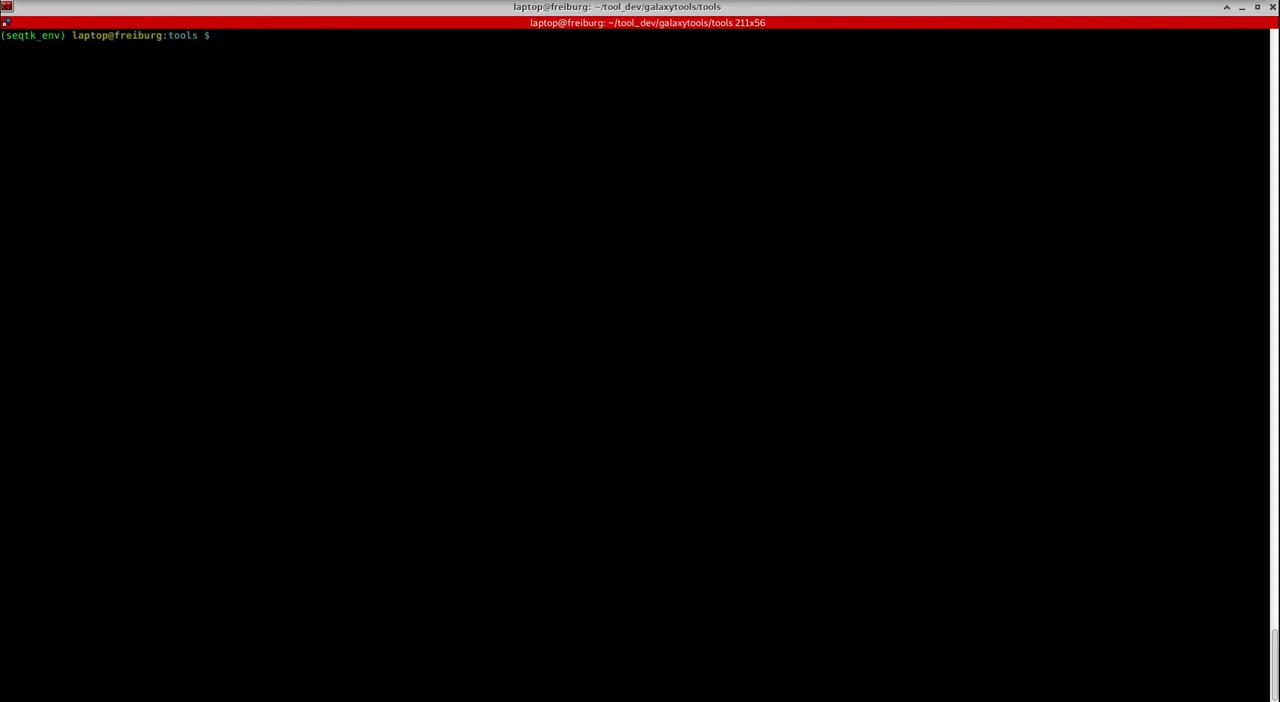 laptop@freiburg: ~/tool_dev/galaxytools/tools
laptop@freiburg: ~/tool_dev/galaxytools/tools 211x56
(seqtk_env) laptop@freiburg:tools $